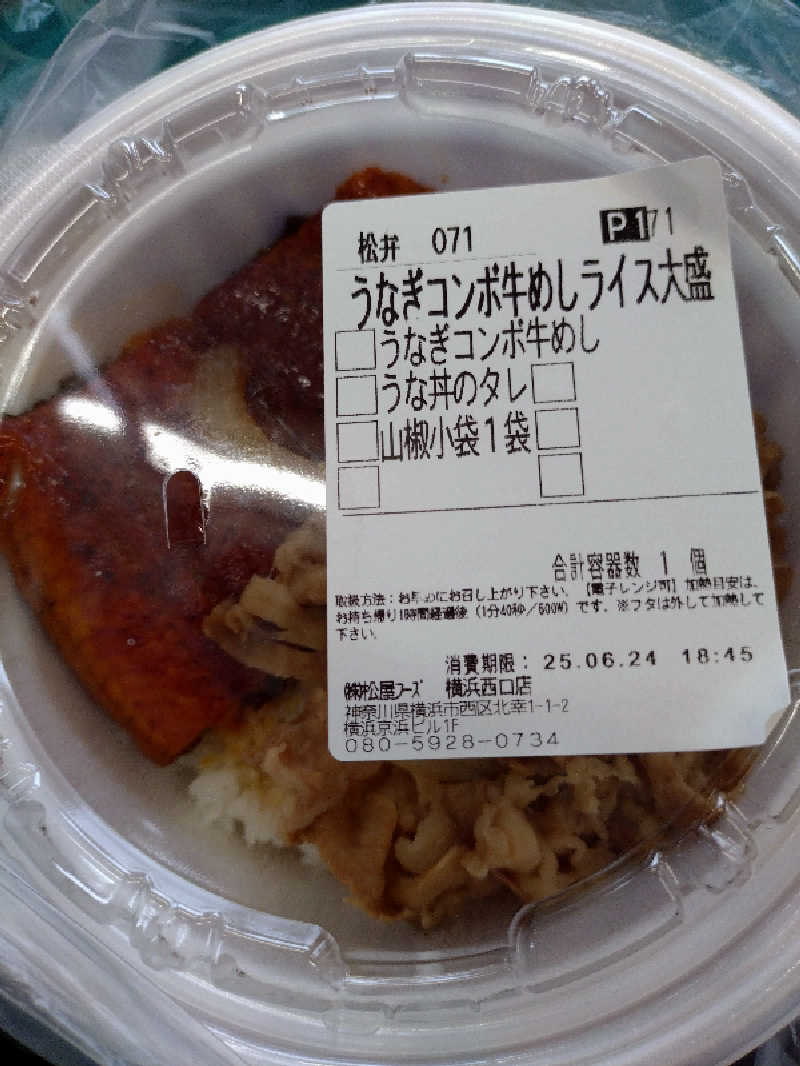 松弁 071 P171
うなぎコンボ牛めしライス大盛
うなぎコンボ牛めし
うな丼のタレ
山椒小袋1袋
合計容器数 1 個
取扱方法：お早めにお召し上がり下さい。【電子レンジ可】加熱目安は、
お持ち帰り1時間経過後（1分40秒／500W）です。※フタは外して加熱して
下さい。
消費期限： 25.06.24 18:45
㈱松屋フーズ 横浜西口店
神奈川県横浜市西区北幸1-1-2
横浜京浜ビル1F
080-5928-0734